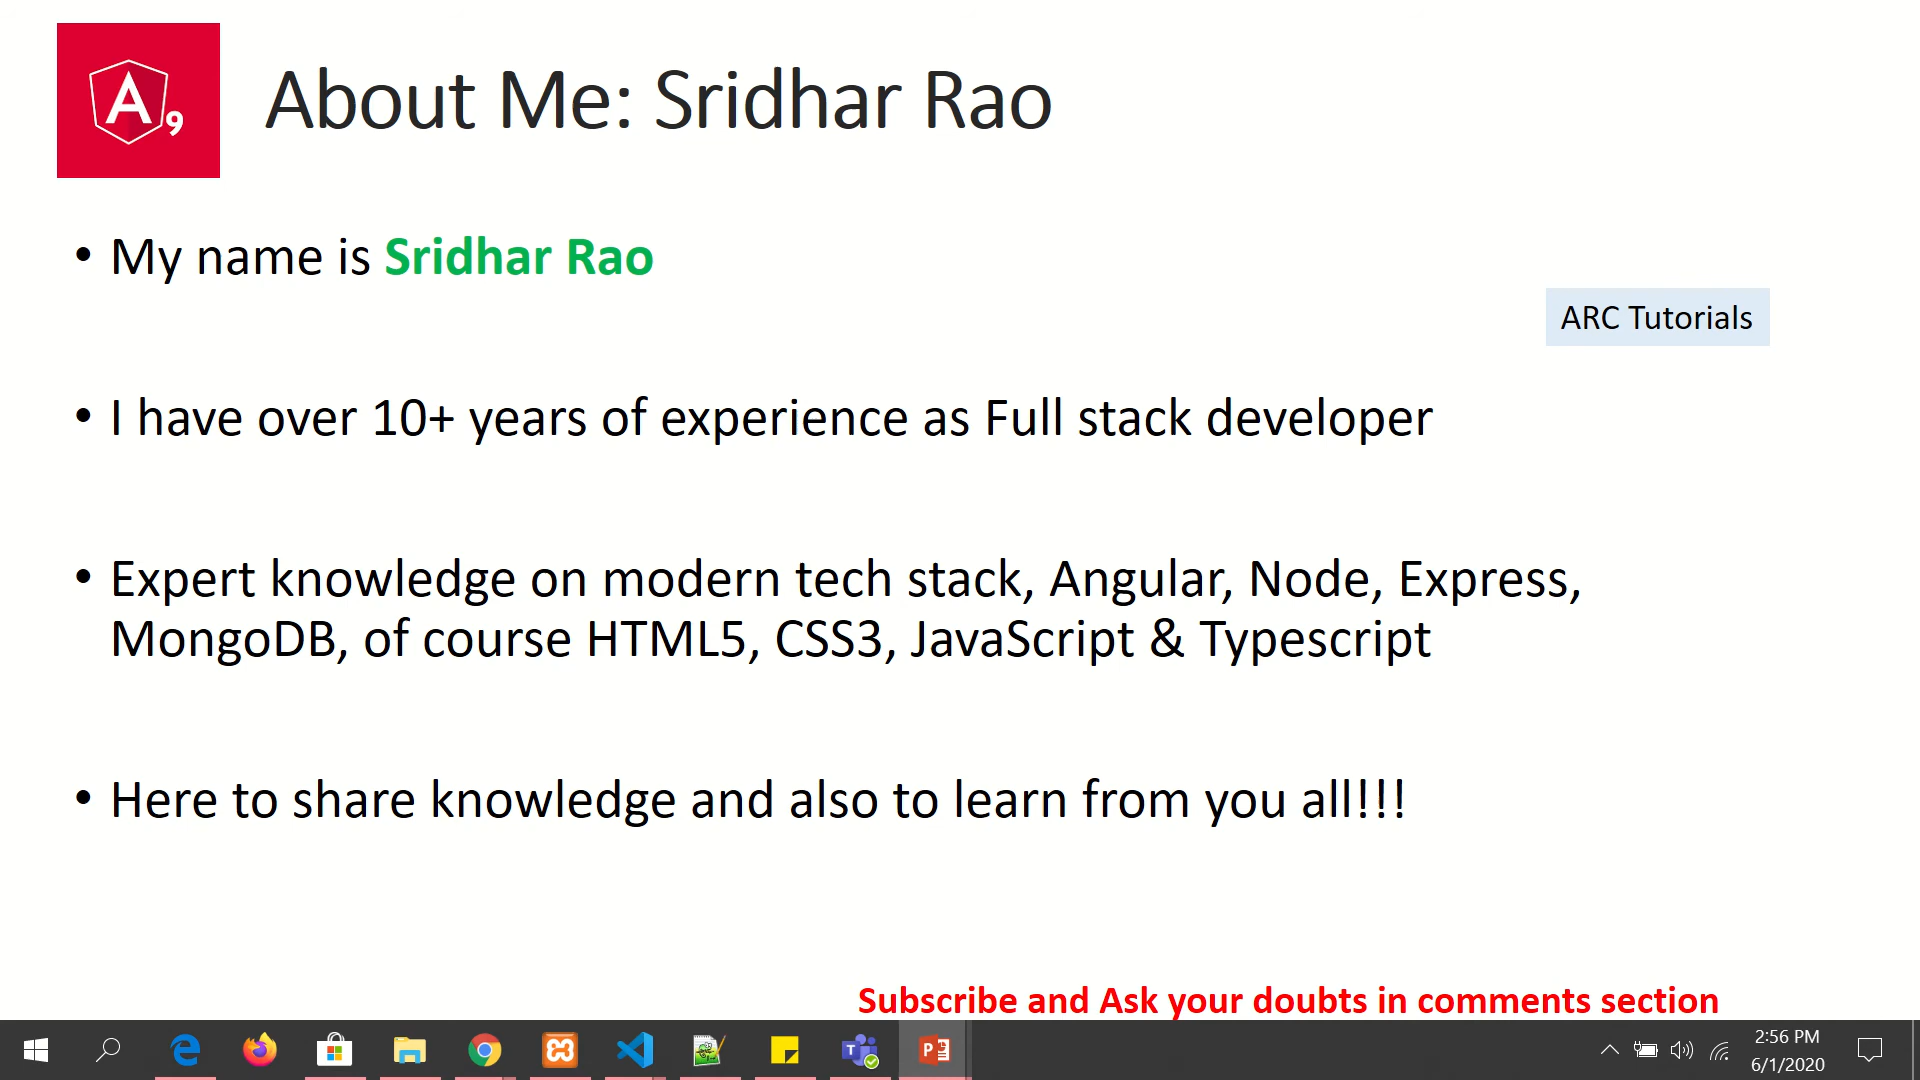 A9
About Me: Sridhar Rao
• My name is Sridhar Rao
ARC Tutorials
• I have over 10+ years of experience as Full stack developer
• Expert knowledge on modern tech stack, Angular, Node, Express,
MongoDB, of course HTML5, CSS3, JavaScript & Typescript
• Here to share knowledge and also to learn from you all!!!
Subscribe and Ask your doubts in comments section
2:56 PM
6/1/2020